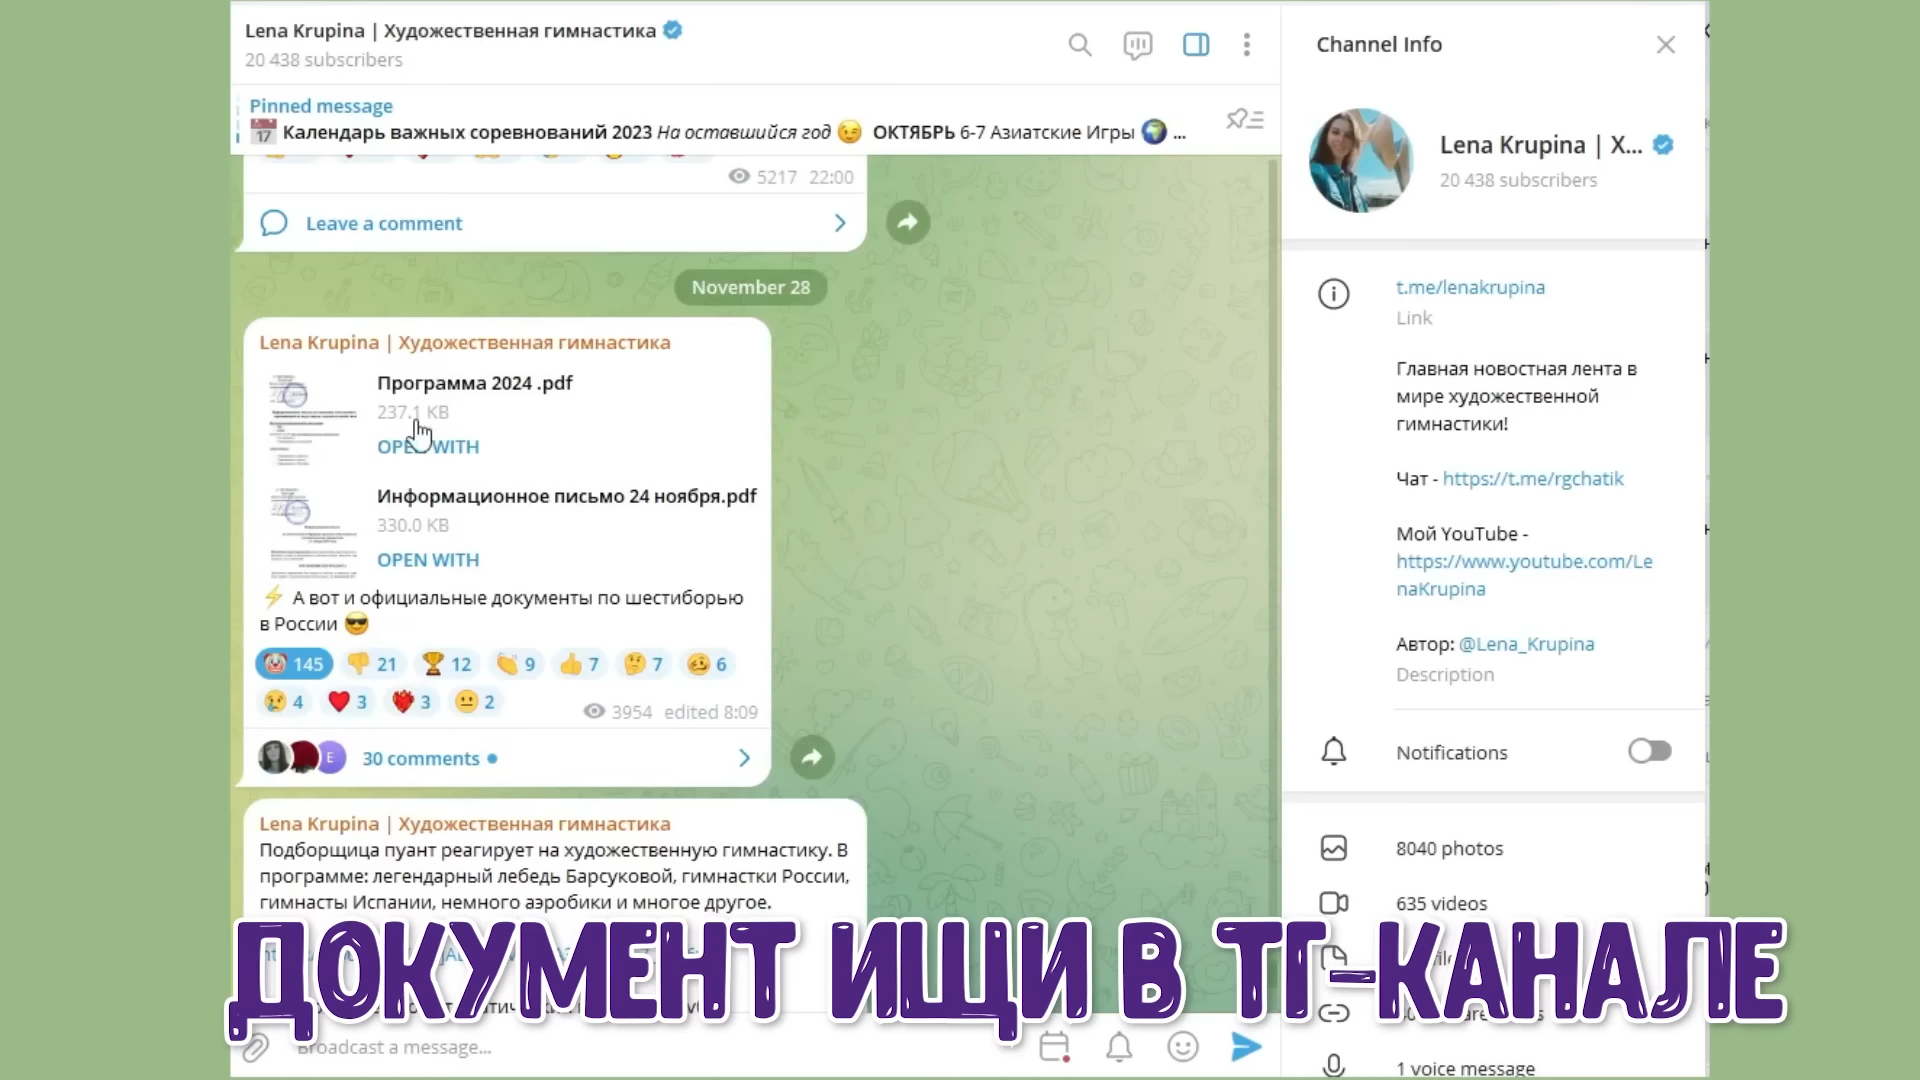 Lena Krupina | Художественная гимнастика
20 438 subscribers
Pinned message
17 Календарь важных соревнований 2023 На оставшийся год 😉 ОКТЯБРЬ 6-7 Азиатские Игры 🌍 ...
5217 22:00
Leave a comment
November 28
Lena Krupina | Художественная гимнастика
Программа 2024 .pdf
237.1 KB
OPEN WITH
Информационное письмо 24 ноября.pdf
330.0 KB
OPEN WITH
⚡ А вот и официальные документы по шестиборью
в России 😎
🤡 145 👎 21 🏆 12 👏 9 👍 7 🤔 7 🥴 6
😢 4 ❤ 3 ❤‍🔥 3 😐 2
3954 edited 8:09
E 30 comments
Lena Krupina | Художественная гимнастика
Подборщица пуант реагирует на художественную гимнастику. В
программе: легендарный лебедь Барсуковой, гимнастки России,
гимнасты Испании, немного аэробики и многое другое.
Broadcast a message...
Channel Info
Lena Krupina | Х...
20 438 subscribers
t.me/lenakrupina
Link
Главная новостная лента в
мире художественной
гимнастики!
Чат - https://t.me/rgchatik
Мой YouTube -
https://www.youtube.com/Le
naKrupina
Автор: @Lena_Krupina
Description
Notifications
8040 photos
635 videos
1 voice message
ДОКУМЕНТ ИЩИ В ТГ-КАНАЛЕ